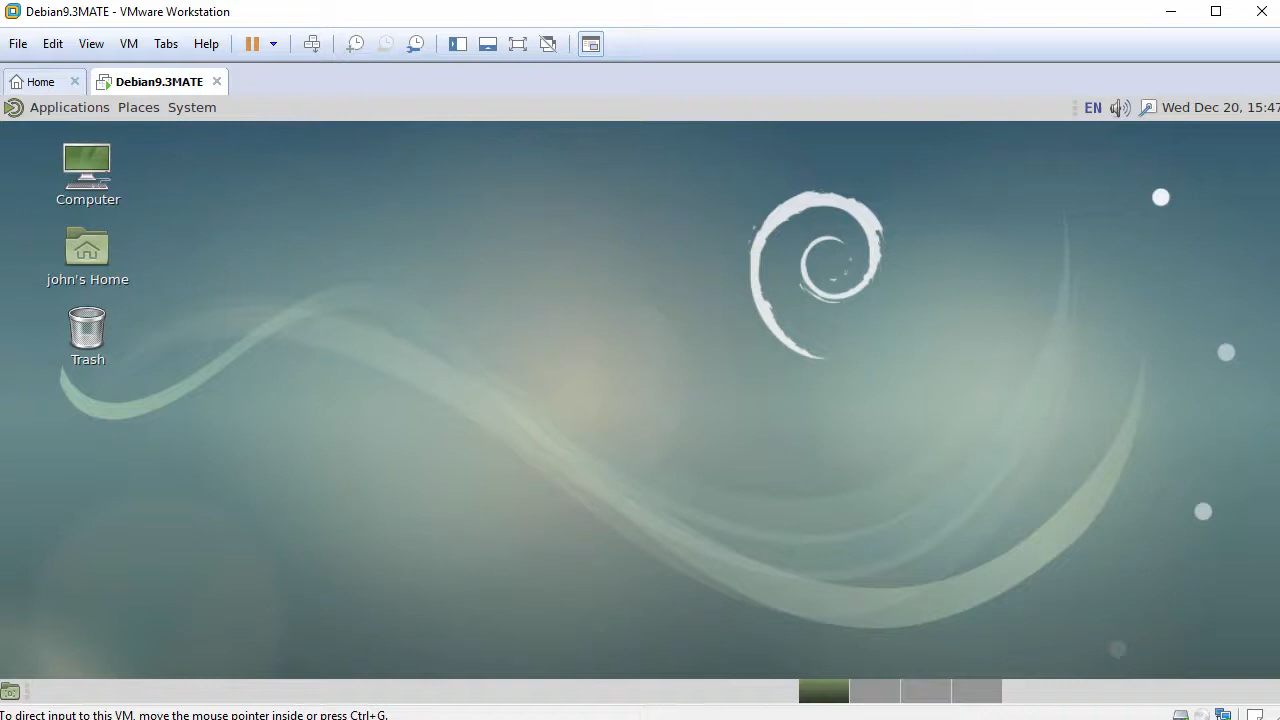 Debian9.3MATE - VMware Workstation
File Edit View VM Tabs Help
Home Debian9.3MATE
Applications Places System EN Wed Dec 20, 15:47
Computer
john's Home
Trash
To direct input to this VM, move the mouse pointer inside or press Ctrl+G.